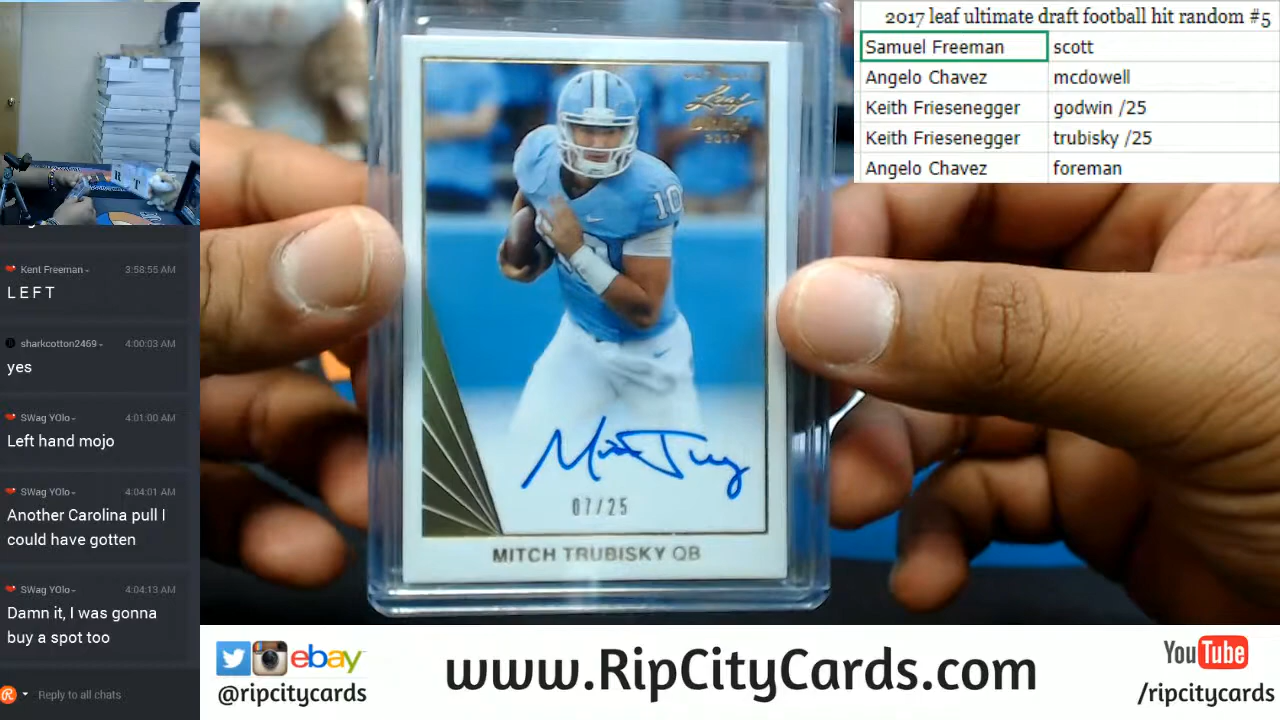 2017 leaf ultimate draft football hit random #5
Samuel Freeman scott
Angelo Chavez mcdowell
Keith Friesenegger godwin /25
Keith Friesenegger trubisky /25
Angelo Chavez foreman
Kent Freeman 3:58:55 AM
L E F T
sharkcotton2469 4:00:03 AM
yes
SWag YOlo 4:01:00 AM
Left hand mojo
SWag YOlo 4:04:01 AM
Another Carolina pull I
could have gotten
SWag YOlo 4:04:13 AM
Damn it, I was gonna
buy a spot too
Reply to all chats
Leaf
2017
10
07/25
MITCH TRUBISKY QB
ebay
@ripcitycards
www.RipCityCards.com
YouTube
/ripcitycards